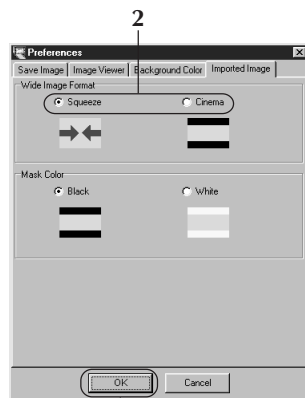 2
Preferences
Save Image Image Viewer Background Color Imported Image
Wide Image Format
Squeeze Cinema
Mask Color
Black White
OK Cancel